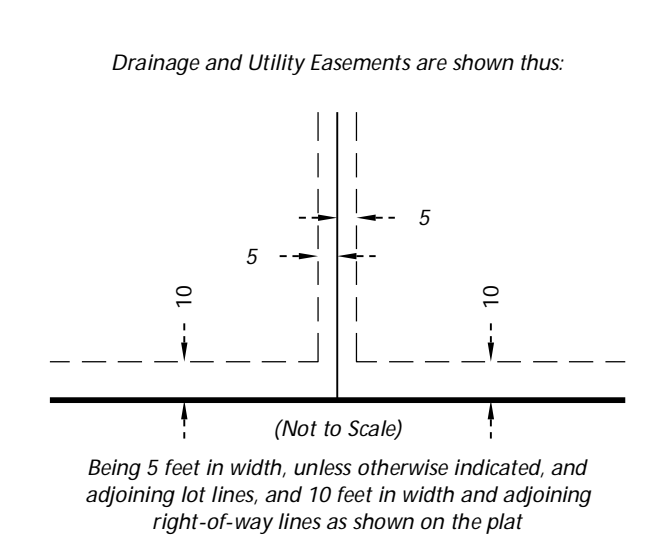 Drainage and Utility Easements are shown thus:
5
5
10
10
(Not to Scale)
Being 5 feet in width, unless otherwise indicated, and
adjoining lot lines, and 10 feet in width and adjoining
right-of-way lines as shown on the plat